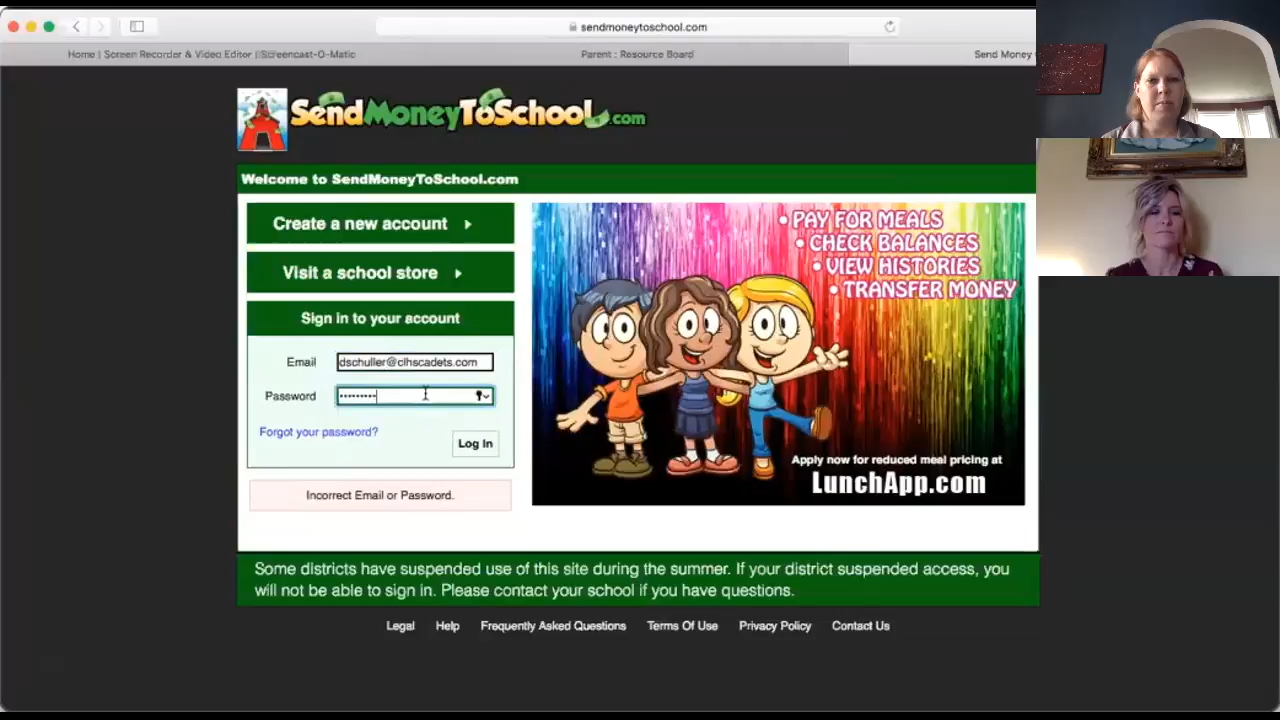 sendmoneytoschool.com
Home | Screen Recorder & Video Editor | Screencast-O-Matic
Parent : Resource Board
Send Money
SendMoneyToSchool.com
Welcome to SendMoneyToSchool.com
Create a new account
Visit a school store
Sign in to your account
Email
dschuller@clhscadets.com
Password
Forgot your password?
Log In
Incorrect Email or Password.
• PAY FOR MEALS
• CHECK BALANCES
• VIEW HISTORIES
• TRANSFER MONEY
Apply now for reduced meal pricing at
LunchApp.com
Some districts have suspended use of this site during the summer. If your district suspended access, you
will not be able to sign in. Please contact your school if you have questions.
Legal Help Frequently Asked Questions Terms Of Use Privacy Policy Contact Us